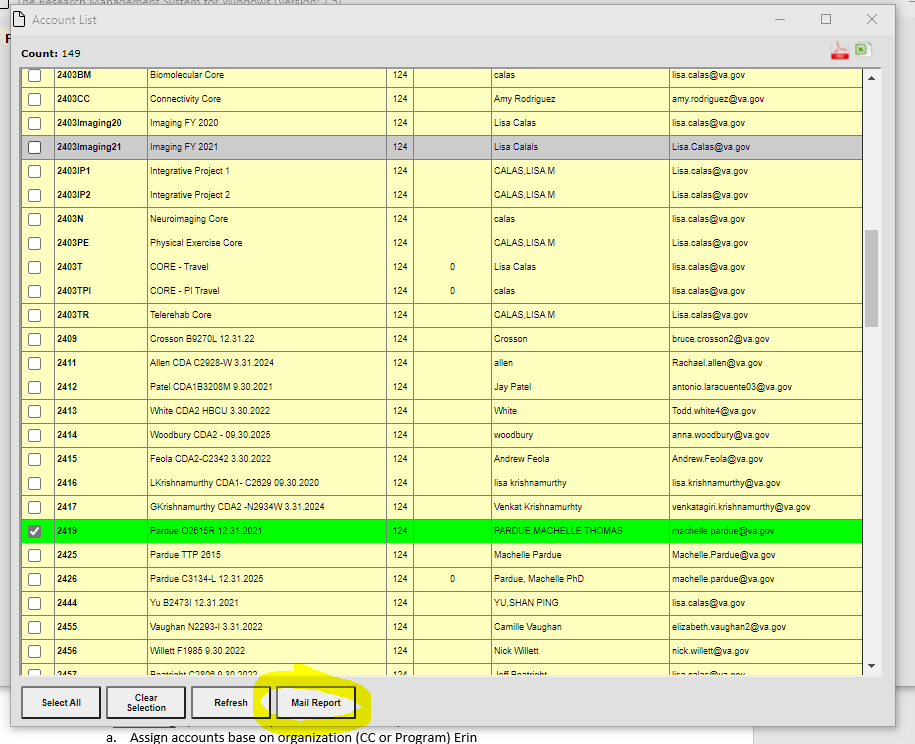 The Research Management System for Windows (Version: 7.5)
Account List
Count: 149
2403BM Biomolecular Core 124 calas lisa.calas@va.gov
2403CC Connectivity Core 124 Amy Rodriguez amy.rodriguez@va.gov
2403Imaging20 Imaging FY 2020 124 Lisa Calas lisa.calas@va.gov
2403Imaging21 Imaging FY 2021 124 Lisa Calals Lisa.Calas@va.gov
2403IP1 Integrative Project 1 124 CALAS,LISA M Lisa.calas@va.gov
2403IP2 Integrative Project 2 124 CALAS,LISA M Lisa.calas@va.gov
2403N Neuroimaging Core 124 calas lisa.calas@va.gov
2403PE Physical Exercise Core 124 CALAS,LISA M Lisa.calas@va.gov
2403T CORE - Travel 124 0 Lisa Calas lisa.calas@va.gov
2403TPI CORE - PI Travel 124 0 calas lisa.calas@va.gov
2403TR Telerehab Core 124 CALAS,LISA M Lisa.calas@va.gov
2409 Crosson B9270L 12.31.22 124 Crosson bruce.crosson2@va.gov
2411 Allen CDA C2928-W 3.31.2024 124 allen Rachael.allen@va.gov
2412 Patel CDA1B3208M 9.30.2021 124 Jay Patel antonio.laracuente03@va.gov
2413 White CDA2 HBCU 3.30.2022 124 White Todd.white4@va.gov
2414 Woodbury CDA2 - 09.30.2025 124 woodbury anna.woodbury@va.gov
2415 Feola CDA2-C2342 3.30.2022 124 Andrew Feola Andrew.Feola@va.gov
2416 LKrishnamurthy CDA1- C2629 09.30.2020 124 lisa krishnamurthy lisa.krishnamurthy@va.gov
2417 GKrishnamurthy CDA2 -N2934W 3.31.2024 124 Venkat Krishnamurhty venkatagiri.krishnamurthy@va.gov
2419 Pardue O2615R 12.31.2021 124 PARDUE,MACHELLE THOMAS machelle.pardue@va.gov
2425 Pardue TTP 2615 124 Machelle Pardue Machelle.Pardue@va.gov
2426 Pardue C3134-L 12.31.2025 124 0 Pardue, Machelle PhD machelle.pardue@va.gov
2444 Yu B2473I 12.31.2021 124 YU,SHAN PING lisa.calas@va.gov
2455 Vaughan N2293-I 3.31.2022 124 Camille Vaughan elizabeth.vaughan2@va.gov
2456 Willett F1985 9.30.2022 124 Nick Willett nick.willett@va.gov
2457 Boatright C2806 9.30.2022 124 Jeff Boatright lisa.calas@va.gov
Select All Clear Selection Refresh Mail Report
a. Assign accounts base on organization (CC or Program) Erin